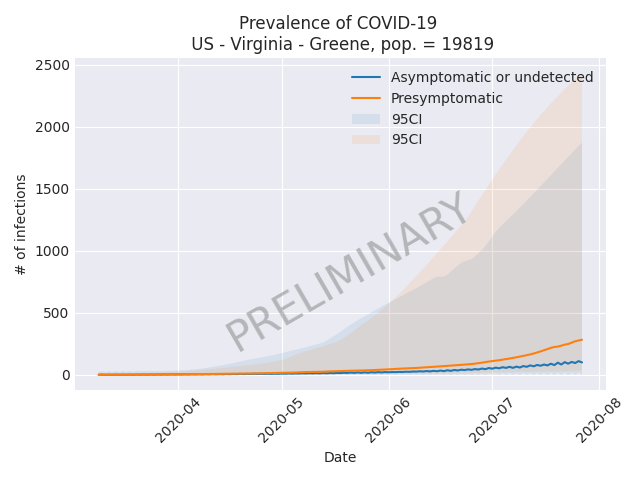 Prevalence of COVID-19
US - Virginia - Greene, pop. = 19819
2500
2000
1500
1000
500
0
# of infections
Asymptomatic or undetected
Presymptomatic
95CI
95CI
PRELIMINARY
2020-04
2020-05
2020-06
2020-07
2020-08
Date